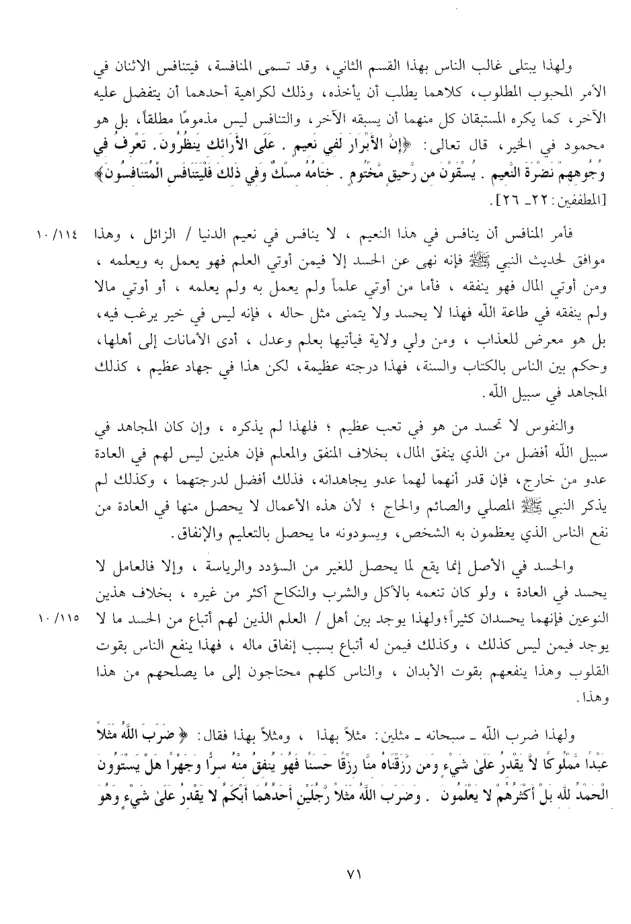 ولهذا يبتلى غالب الناس بهذا القسم الثاني، وقد تسمى المنافسة، فيتنافس الاثنان في
الأمر المحبوب المطلوب، كلاهما يطلب أن يأخذه، وذلك لكراهية أحدهما أن يتفضل عليه
الآخر، كما يكره المستبقان كل منهما أن يسبقه الآخر، والتنافس ليس مذمومًا مطلقاً، بل هو
محمود في الخير، قال تعالى: ﴿إِنَّ الأَبْرَارَ لَفِي نَعِيمٍ . عَلَى الأَرَائِكِ يَنظُرُونَ . تَعْرِفُ فِي
وُجُوهِهِمْ نَضْرَةَ النَّعِيمِ . يُسْقَوْنَ مِن رَّحِيقٍ مَّخْتُومٍ . خِتَامُهُ مِسْكٌ وَفِي ذَلِكَ فَلْيَتَنَافَسِ الْمُتَنَافِسُونَ﴾
[المطففين: ٢٢ـ ٢٦].
فأمر المنافس أن ينافس في هذا النعيم ، لا ينافس في نعيم الدنيا / الزائل ، وهذا
١٠/١١٤
موافق لحديث النبي ﷺ فإنه نهى عن الحسد إلا فيمن أوتي العلم فهو يعمل به ويعلمه ،
ومن أوتي المال فهو ينفقه ، فأما من أوتي علماً ولم يعمل به ولم يعلمه ، أو أوتي مالا
ولم ينفقه في طاعة اللّه فهذا لا يحسد ولا يتمنى مثل حاله ، فإنه ليس في خير يرغب فيه،
بل هو معرض للعذاب ، ومن ولي ولاية فيأتيها بعلم وعدل ، أدى الأمانات إلى أهلها،
وحكم بين الناس بالكتاب والسنة، فهذا درجته عظيمة، لكن هذا في جهاد عظيم ، كذلك
المجاهد في سبيل اللّه.
والنفوس لا تحسد من هو في تعب عظيم ؛ فلهذا لم يذكره ، وإن كان المجاهد في
سبيل اللّه أفضل من الذي ينفق المال، بخلاف المنفق والمعلم فإن هذين ليس لهم في العادة
عدو من خارج، فإن قدر أنهما لهما عدو يجاهدانه، فذلك أفضل لدرجتهما ، وكذلك لم
يذكر النبي ﷺ المصلي والصائم والحاج ؛ لأن هذه الأعمال لا يحصل منها في العادة من
نفع الناس الذي يعظمون به الشخص، ويسودونه ما يحصل بالتعليم والإنفاق.
والحسد في الأصل إنما يقع لما يحصل للغير من السؤدد والرياسة ، وإلا فالعامل لا
يحسد في العادة ، ولو كان تنعمه بالأكل والشرب والنكاح أكثر من غيره ، بخلاف هذين
النوعين فإنهما يحسدان كثيراً؛ولهذا يوجد بين أهل / العلم الذين لهم أتباع من الحسد ما لا
١٠/١١٥
يوجد فيمن ليس كذلك ، وكذلك فيمن له أتباع بسبب إنفاق ماله ، فهذا ينفع الناس بقوت
القلوب وهذا ينفعهم بقوت الأبدان ، والناس كلهم محتاجون إلى ما يصلحهم من هذا
وهذا.
ولهذا ضرب اللّه ـ سبحانه ـ مثلين: مثلاً بهذا ، ومثلاً بهذا فقال: ﴿ ضَرَبَ اللَّهُ مَثَلاً
عَبْدًا مَّمْلُوكًا لاَّ يَقْدِرُ عَلَى شَيْءٍ وَمَن رَّزَقْنَاهُ مِنَّا رِزْقًا حَسَنًا فَهُوَ يُنفِقُ مِنْهُ سِرًّا وَجَهْرًا هَلْ يَسْتَوُونَ
الْحَمْدُ لِلَّهِ بَلْ أَكْثَرُهُمْ لا يَعْلَمُونَ . وَضَرَبَ اللَّهُ مَثَلاً رَّجُلَيْنِ أَحَدُهُمَا أَبْكَمُ لا يَقْدِرُ عَلَى شَيْءٍ وَهُوَ
٧١